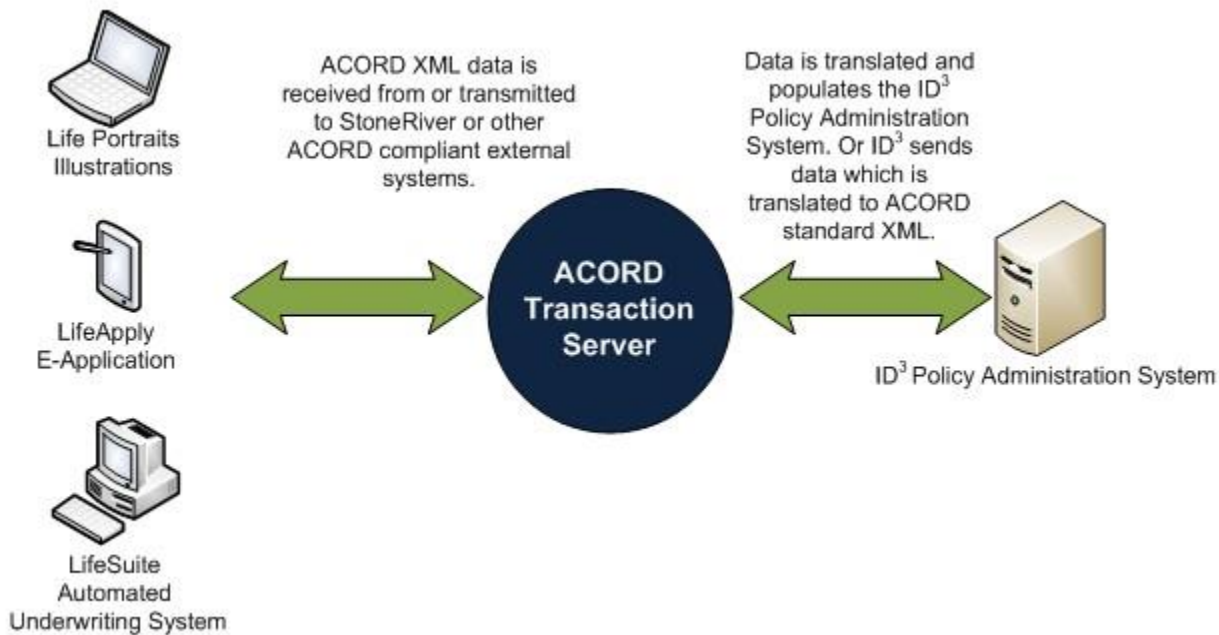 Life Portraits
Illustrations
ACORD XML data is
received from or transmitted
to StoneRiver or other
ACORD compliant external
systems.
Data is translated and
populates the ID³
Policy Administration
System. Or ID³ sends
data which is
translated to ACORD
standard XML.
LifeApply
E-Application
ACORD
Transaction
Server
ID³ Policy Administration System
LifeSuite
Automated
Underwriting System